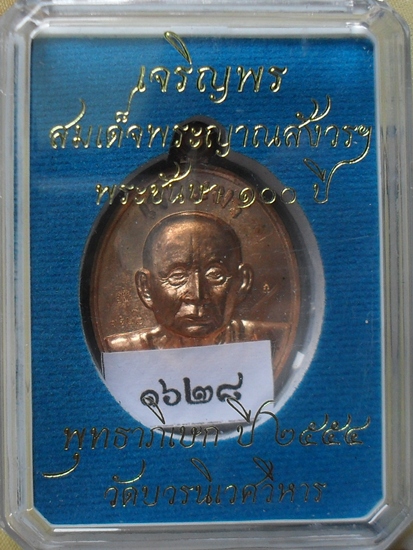 เจริญพร
สมเด็จพระญาณสังวรฯ
พระชันษา ๑๐๐ ปี
๑๖๒๘
พุทธาภิเษก ปี ๒๕๕๔
วัดบวรนิเวศวิหาร